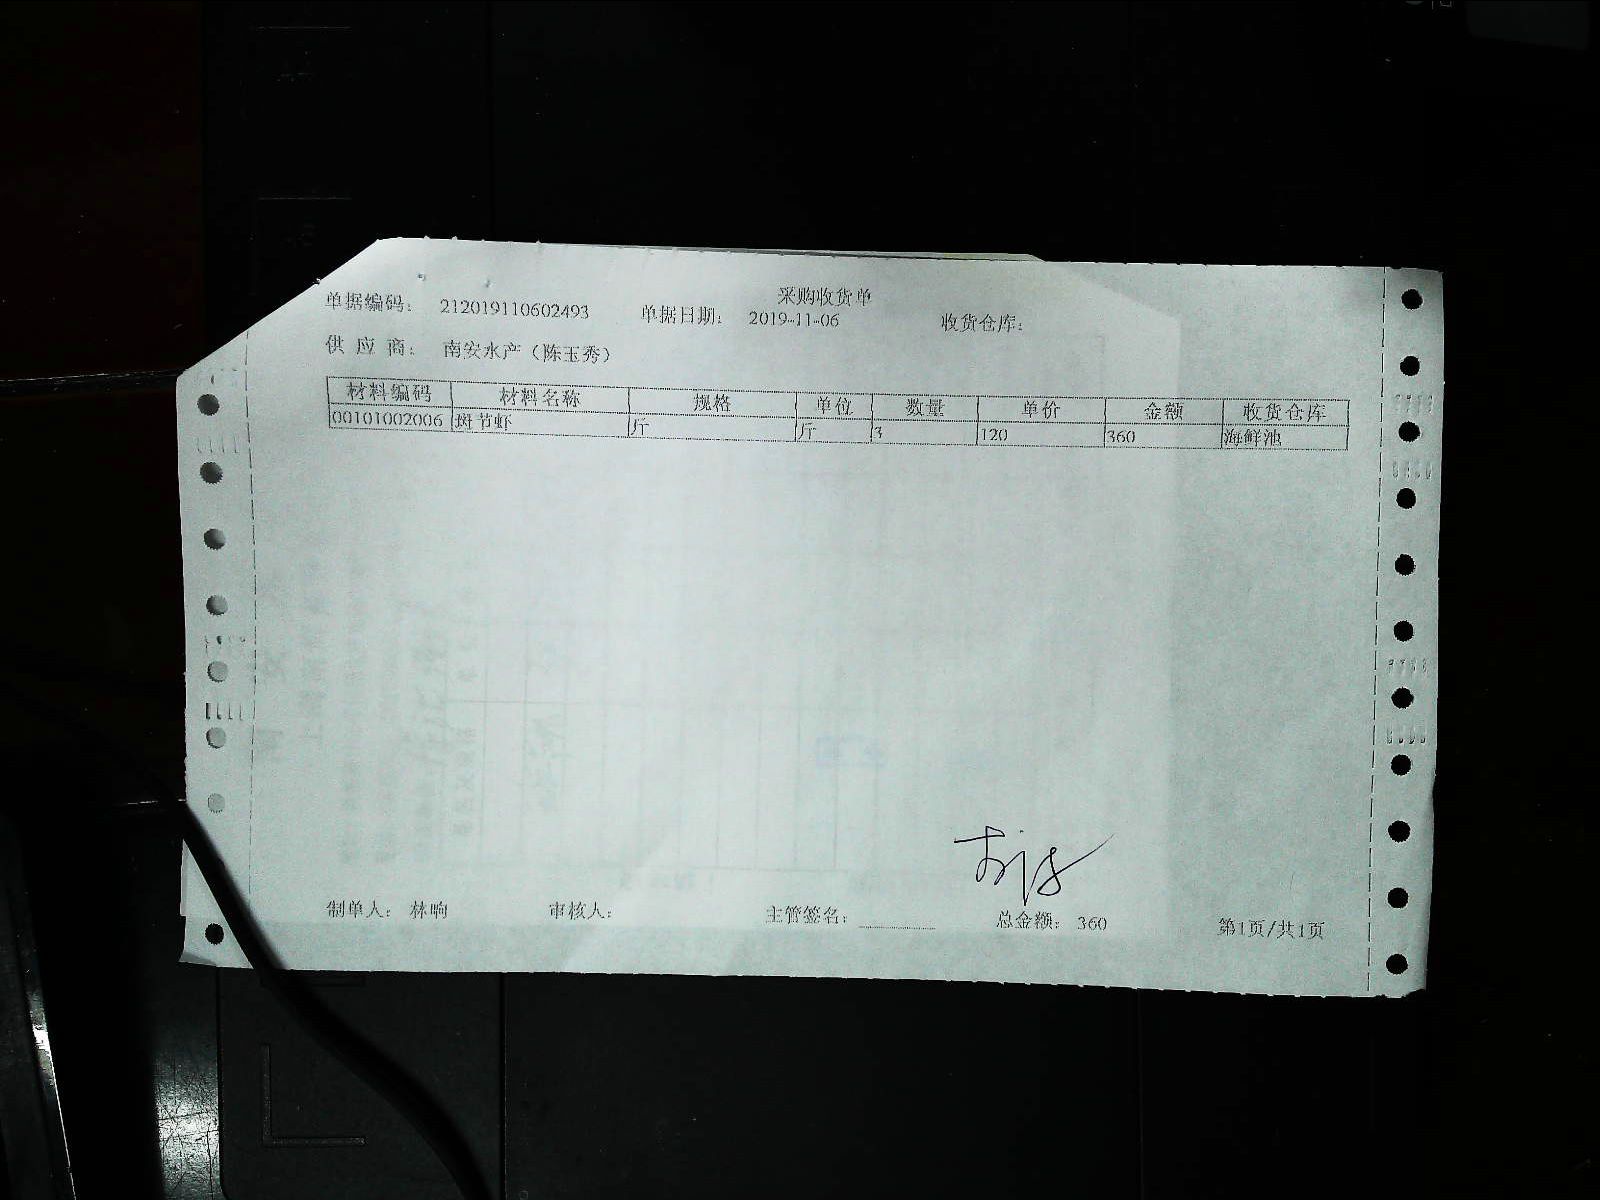 采购收货单
单据编码: 212019110602493 单据日期: 2019-11-06 收货仓库:
供应商: 南安水产 (陈玉秀)
材料编码 材料名称 规格 单位 数量 单价 金额 收货仓库
00101002006 斑节虾 斤 斤 3 120 360 海鲜池
制单人: 林响 审核人: 主管签名: 总金额: 360 第1页/共1页